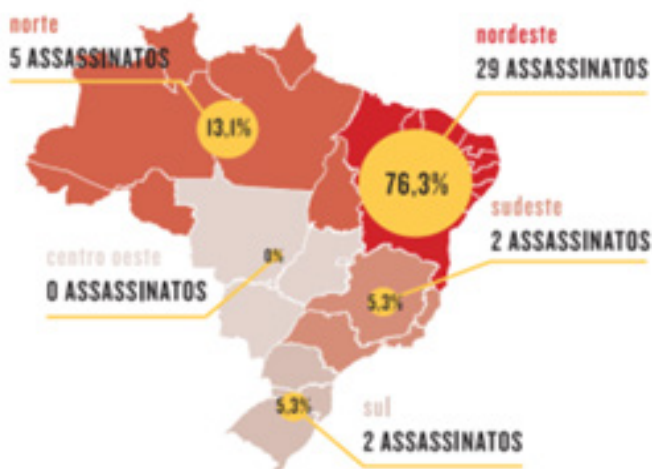 norte
5 ASSASSINATOS
13,1%
nordeste
29 ASSASSINATOS
76,3%
sudeste
2 ASSASSINATOS
5,3%
centro oeste
0 ASSASSINATOS
0%
5,3%
sul
2 ASSASSINATOS